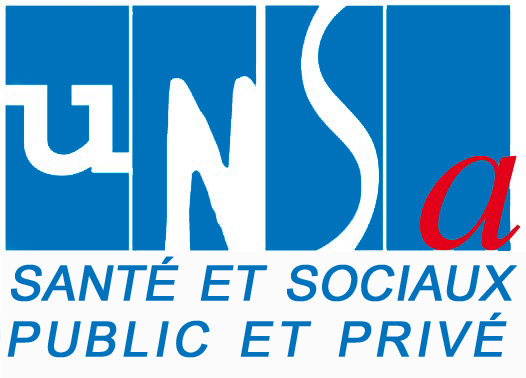 uNSa
SANTÉ ET SOCIAUX
PUBLIC ET PRIVÉ